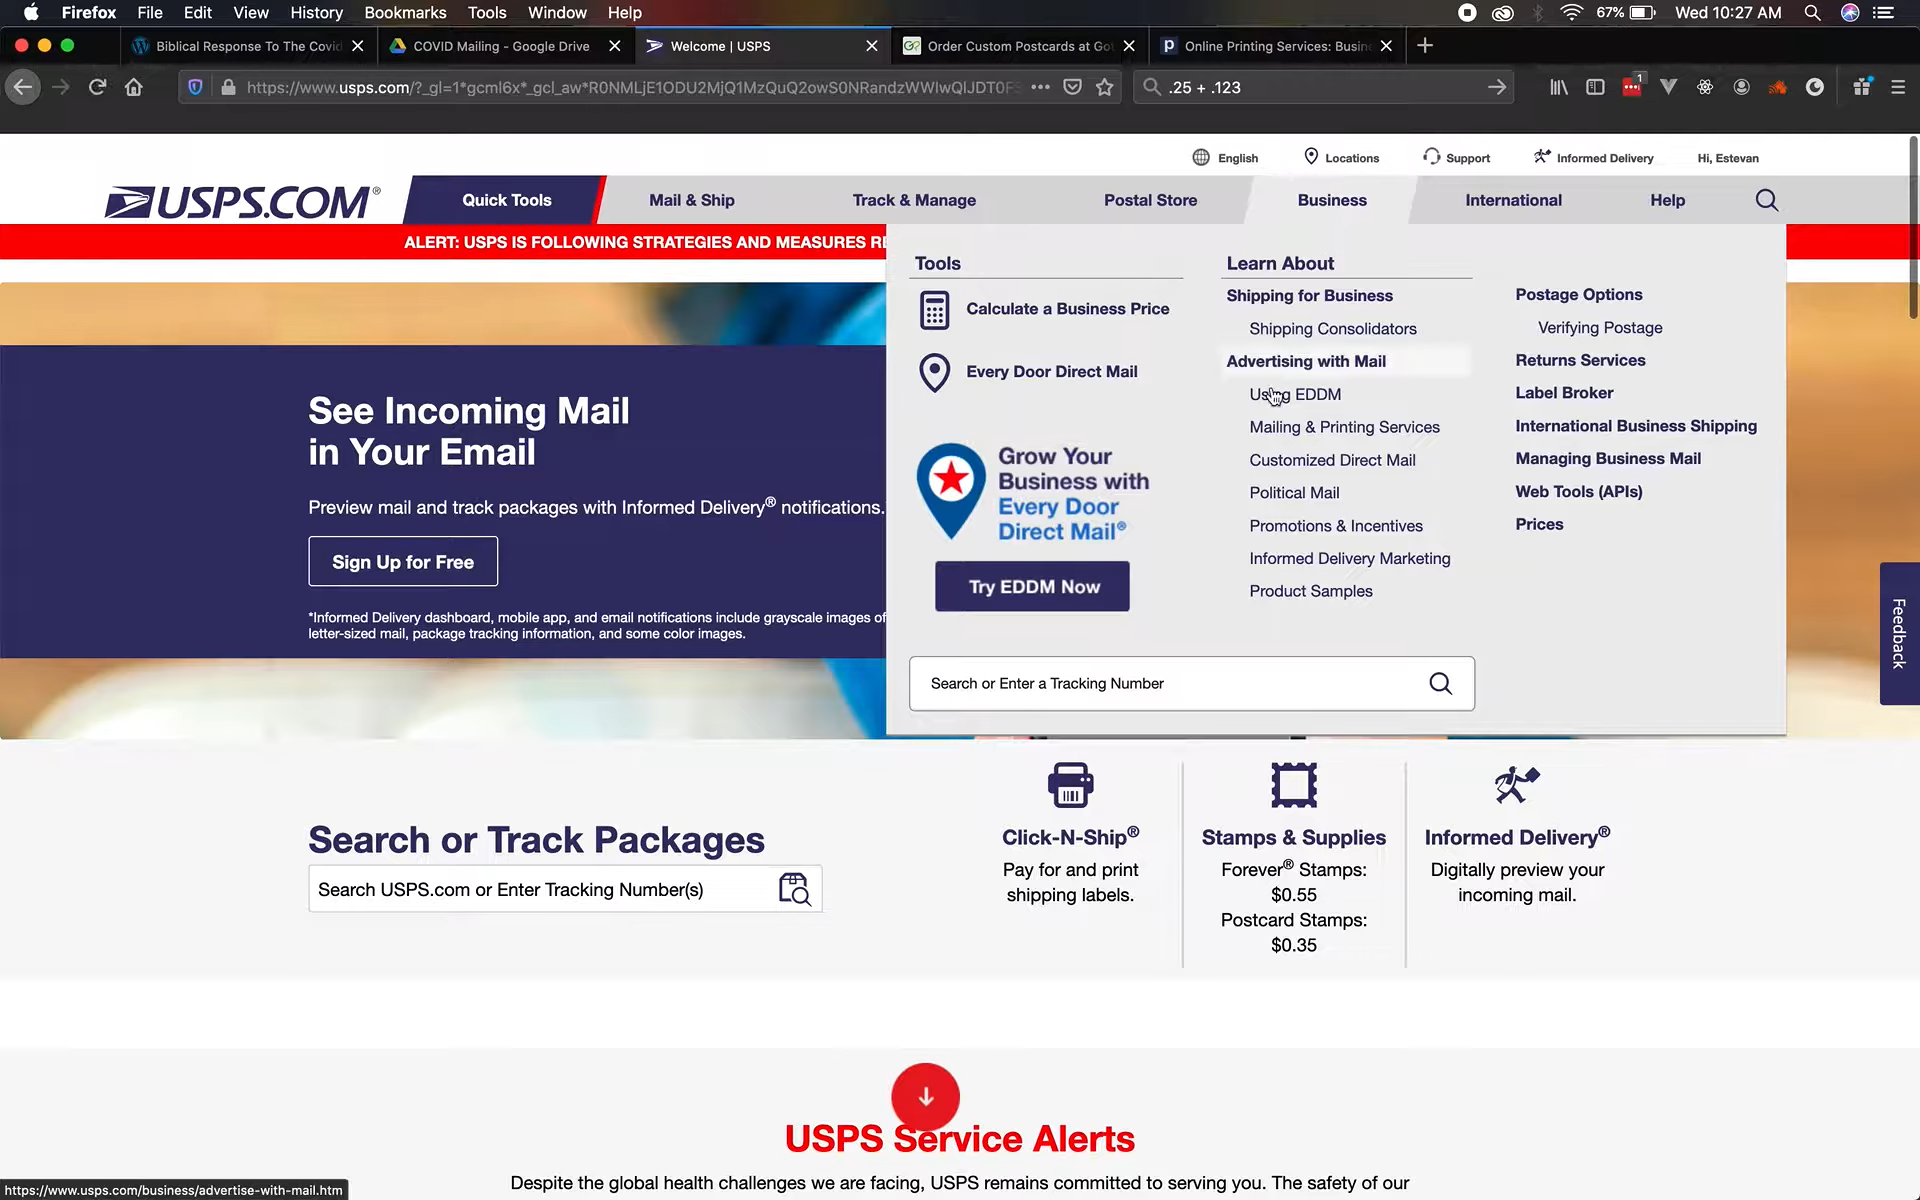 Firefox File Edit View History Bookmarks Tools Window Help 67% Wed 10:27 AM
Biblical Response To The Covid
COVID Mailing - Google Drive
Welcome | USPS
Order Custom Postcards at Go
Online Printing Services: Busin
https://www.usps.com/?_gl=1*gcml6x*_gcl_aw*R0NMLjE1ODU2MjQ1MzQuQ2owS0NRandzWWlwQlJDT0FS
.25 + .123
1
English Locations Support Informed Delivery Hi, Estevan
USPS.COM®
Quick Tools Mail & Ship Track & Manage Postal Store Business International Help
ALERT: USPS IS FOLLOWING STRATEGIES AND MEASURES RE
Tools
Calculate a Business Price
Every Door Direct Mail
Grow Your
Business with
Every Door
Direct Mail®
Try EDDM Now
Learn About
Shipping for Business
Shipping Consolidators
Advertising with Mail
Using EDDM
Mailing & Printing Services
Customized Direct Mail
Political Mail
Promotions & Incentives
Informed Delivery Marketing
Product Samples
Postage Options
Verifying Postage
Returns Services
Label Broker
International Business Shipping
Managing Business Mail
Web Tools (APIs)
Prices
Search or Enter a Tracking Number
See Incoming Mail
in Your Email
Preview mail and track packages with Informed Delivery® notifications.
Sign Up for Free
*Informed Delivery dashboard, mobile app, and email notifications include grayscale images of
letter-sized mail, package tracking information, and some color images.
Feedback
Search or Track Packages
Search USPS.com or Enter Tracking Number(s)
Click-N-Ship®
Pay for and print
shipping labels.
Stamps & Supplies
Forever® Stamps:
$0.55
Postcard Stamps:
$0.35
Informed Delivery®
Digitally preview your
incoming mail.
USPS Service Alerts
Despite the global health challenges we are facing, USPS remains committed to serving you. The safety of our
https://www.usps.com/business/advertise-with-mail.htm